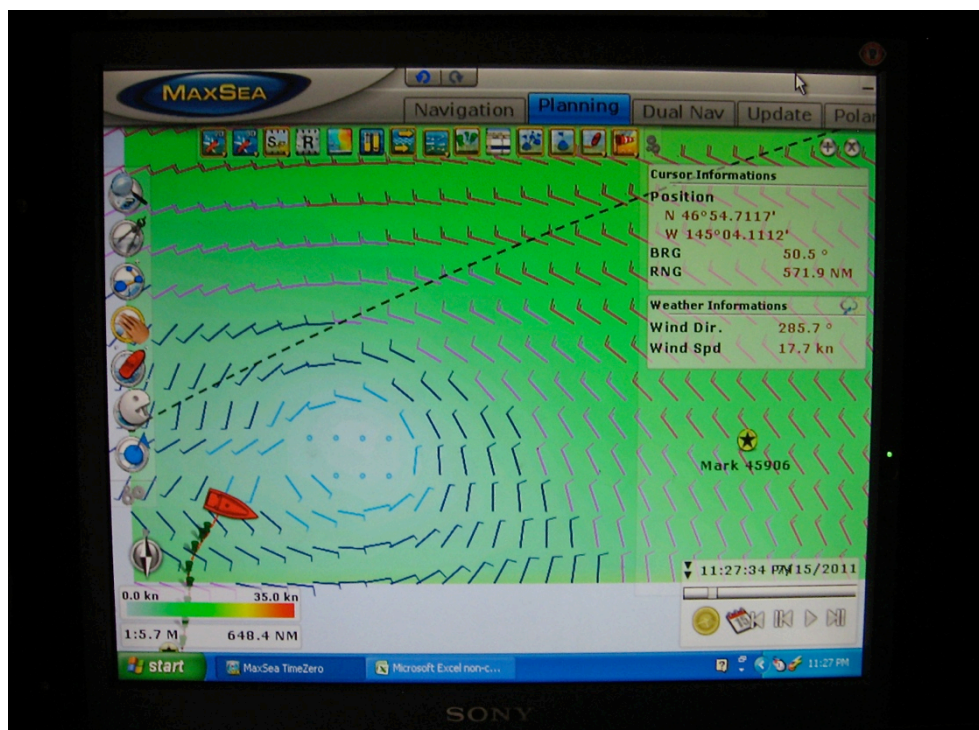 MAXSEA
Navigation
Planning
Dual Nav
Update
Polar
R
Cursor Informations
Position
N 46°54.7117'
W 145°04.1112'
BRG 50.5 °
RNG 571.9 NM
Weather Informations
Wind Dir. 285.7 °
Wind Spd 17.7 kn
Mark 45906
11:27:34 PM
/15/2011
0.0 kn 35.0 kn
1:5.7 M 648.4 NM
start
MaxSea TimeZero
Microsoft Excel non-c...
11:27 PM
SONY